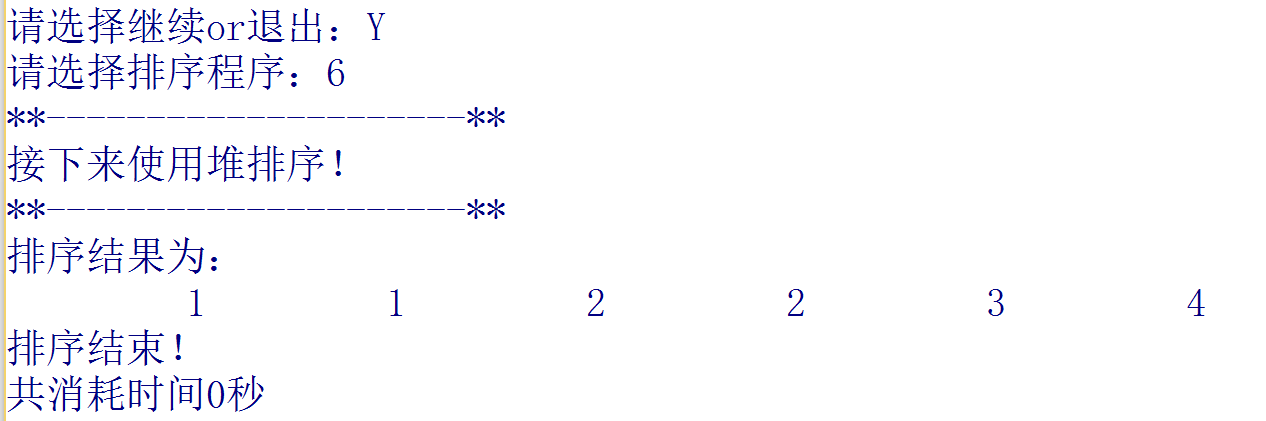 请选择继续or退出：Y
请选择排序程序：6
**---------------------**
接下来使用堆排序！
**---------------------**
排序结果为：
1 1 2 2 3 4
排序结束！
共消耗时间0秒